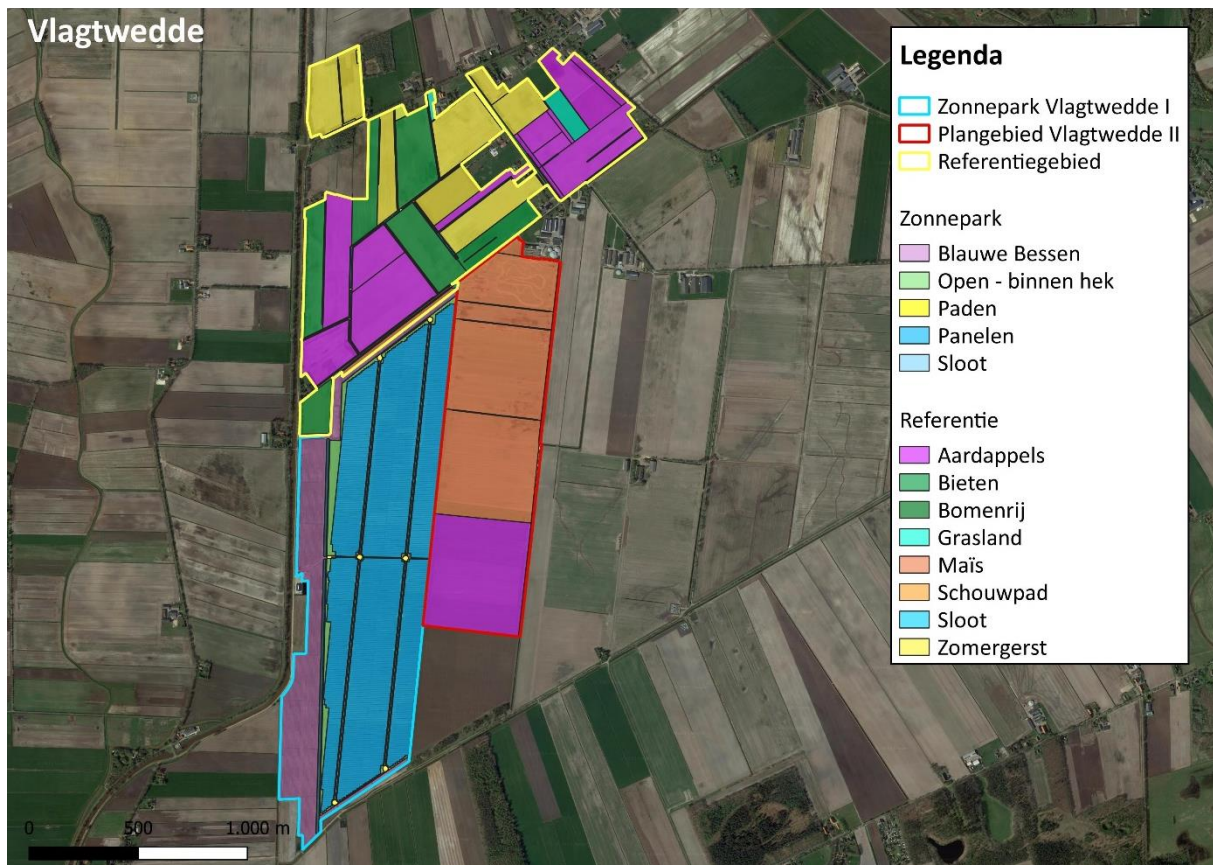 Vlagtwedde
Legenda
Zonnepark Vlagtwedde I
Plangebied Vlagtwedde II
Referentiegebied
Zonnepark
Blauwe Bessen
Open - binnen hek
Paden
Panelen
Sloot
Referentie
Aardappels
Bieten
Bomenrij
Grasland
Maïs
Schouwpad
Sloot
Zomergerst
0 500 1.000 m